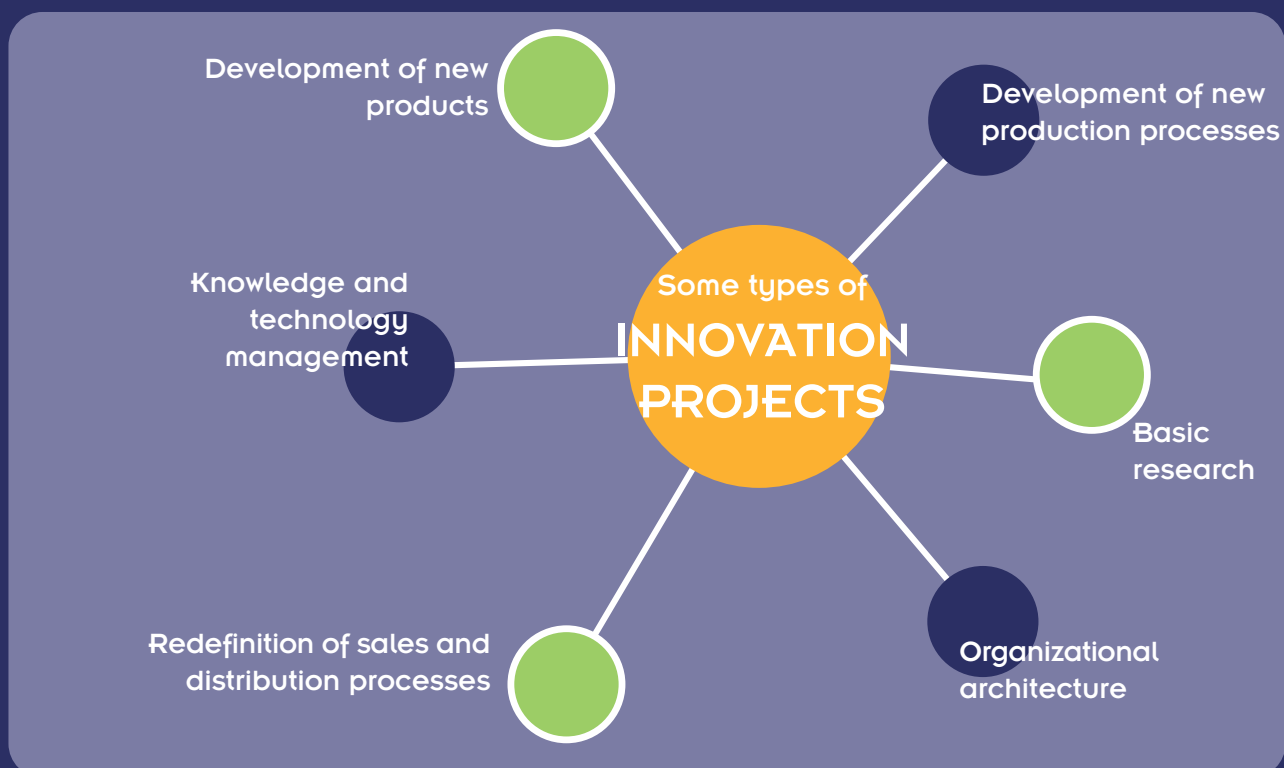 Development of new
products
Development of new
production processes
Knowledge and
technology
management
Some types of
INNOVATION
PROJECTS
Basic
research
Redefinition of sales and
distribution processes
Organizational
architecture